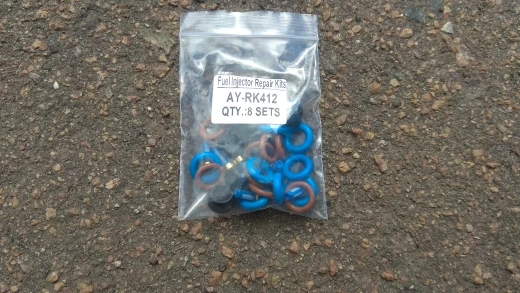 Fuel Injector Repair Kits
AY-RK412
QTY.:8 SETS